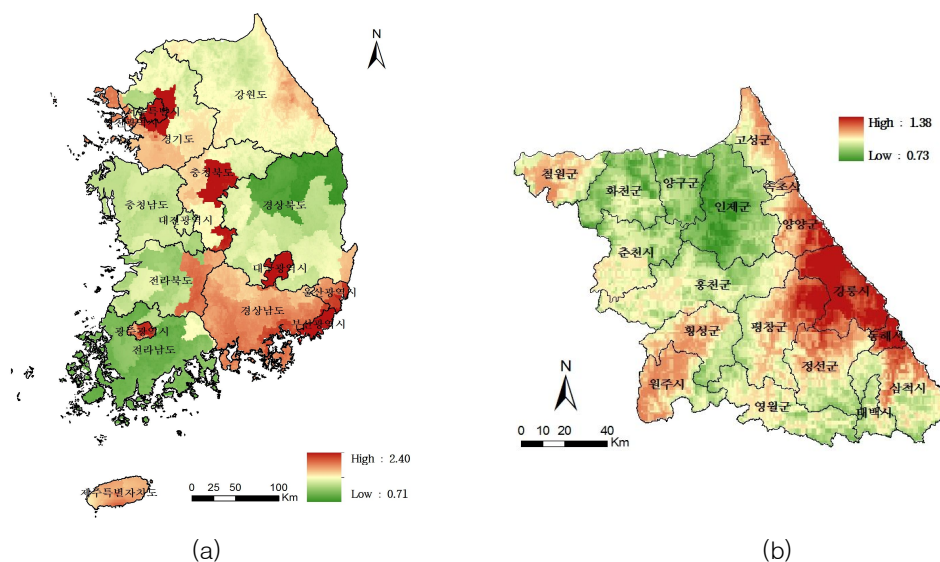 N
강원도
경기도
충청북도
충청남도
대전광역시
경상북도
대구광역시
전라북도
울산광역시
경상남도
부산광역시
광주광역시
전라남도
제주특별자치도
0 25 50 100
Km
High : 2.40
Low : 0.71
(a)
N
High : 1.38
Low : 0.73
고성군
철원군
화천군
양구군
인제군
속초시
양양군
춘천시
홍천군
강릉시
횡성군
평창군
동해시
원주시
정선군
삼척시
영월군
태백시
0 10 20 40
Km
(b)